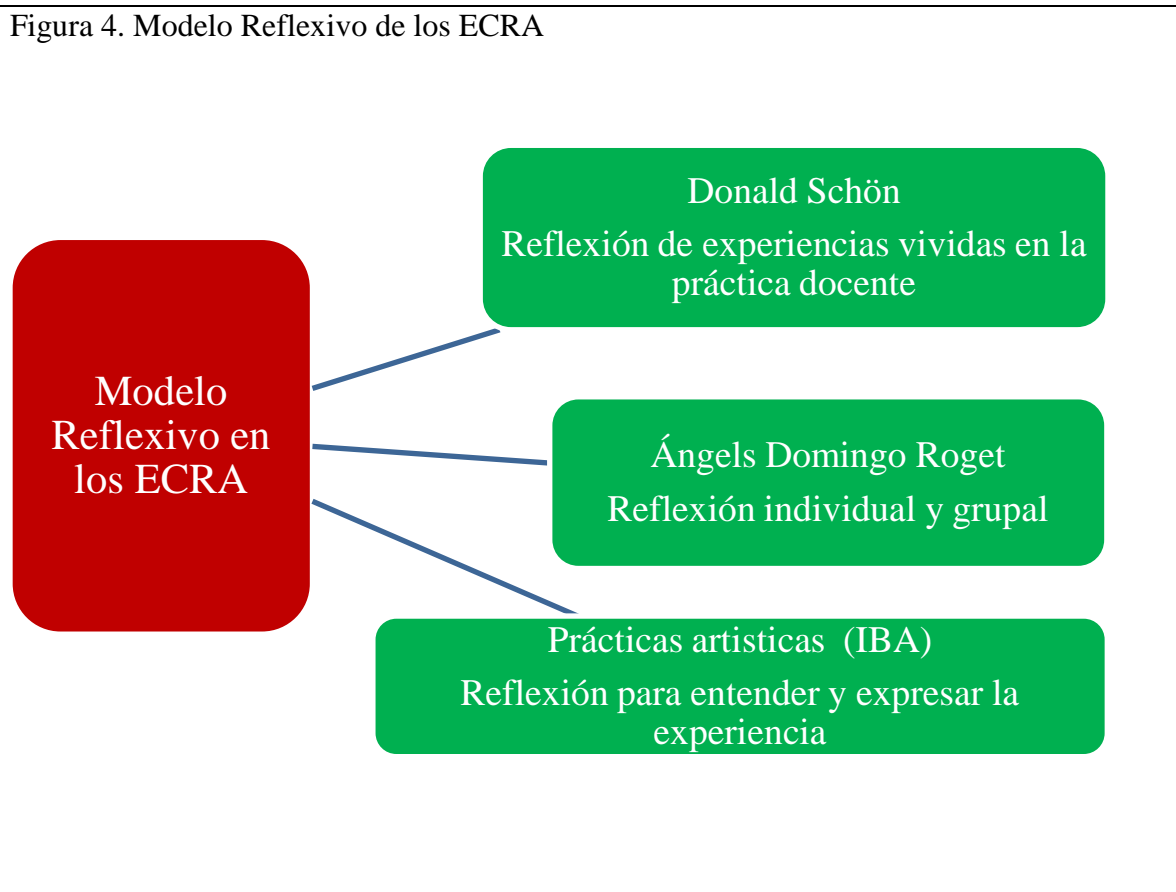 Figura 4. Modelo Reflexivo de los ECRA
Donald Schön
Reflexión de experiencias vividas en la
práctica docente
Modelo
Reflexivo en
los ECRA
Ángels Domingo Roget
Reflexión individual y grupal
Prácticas artisticas (IBA)
Reflexión para entender y expresar la
experiencia